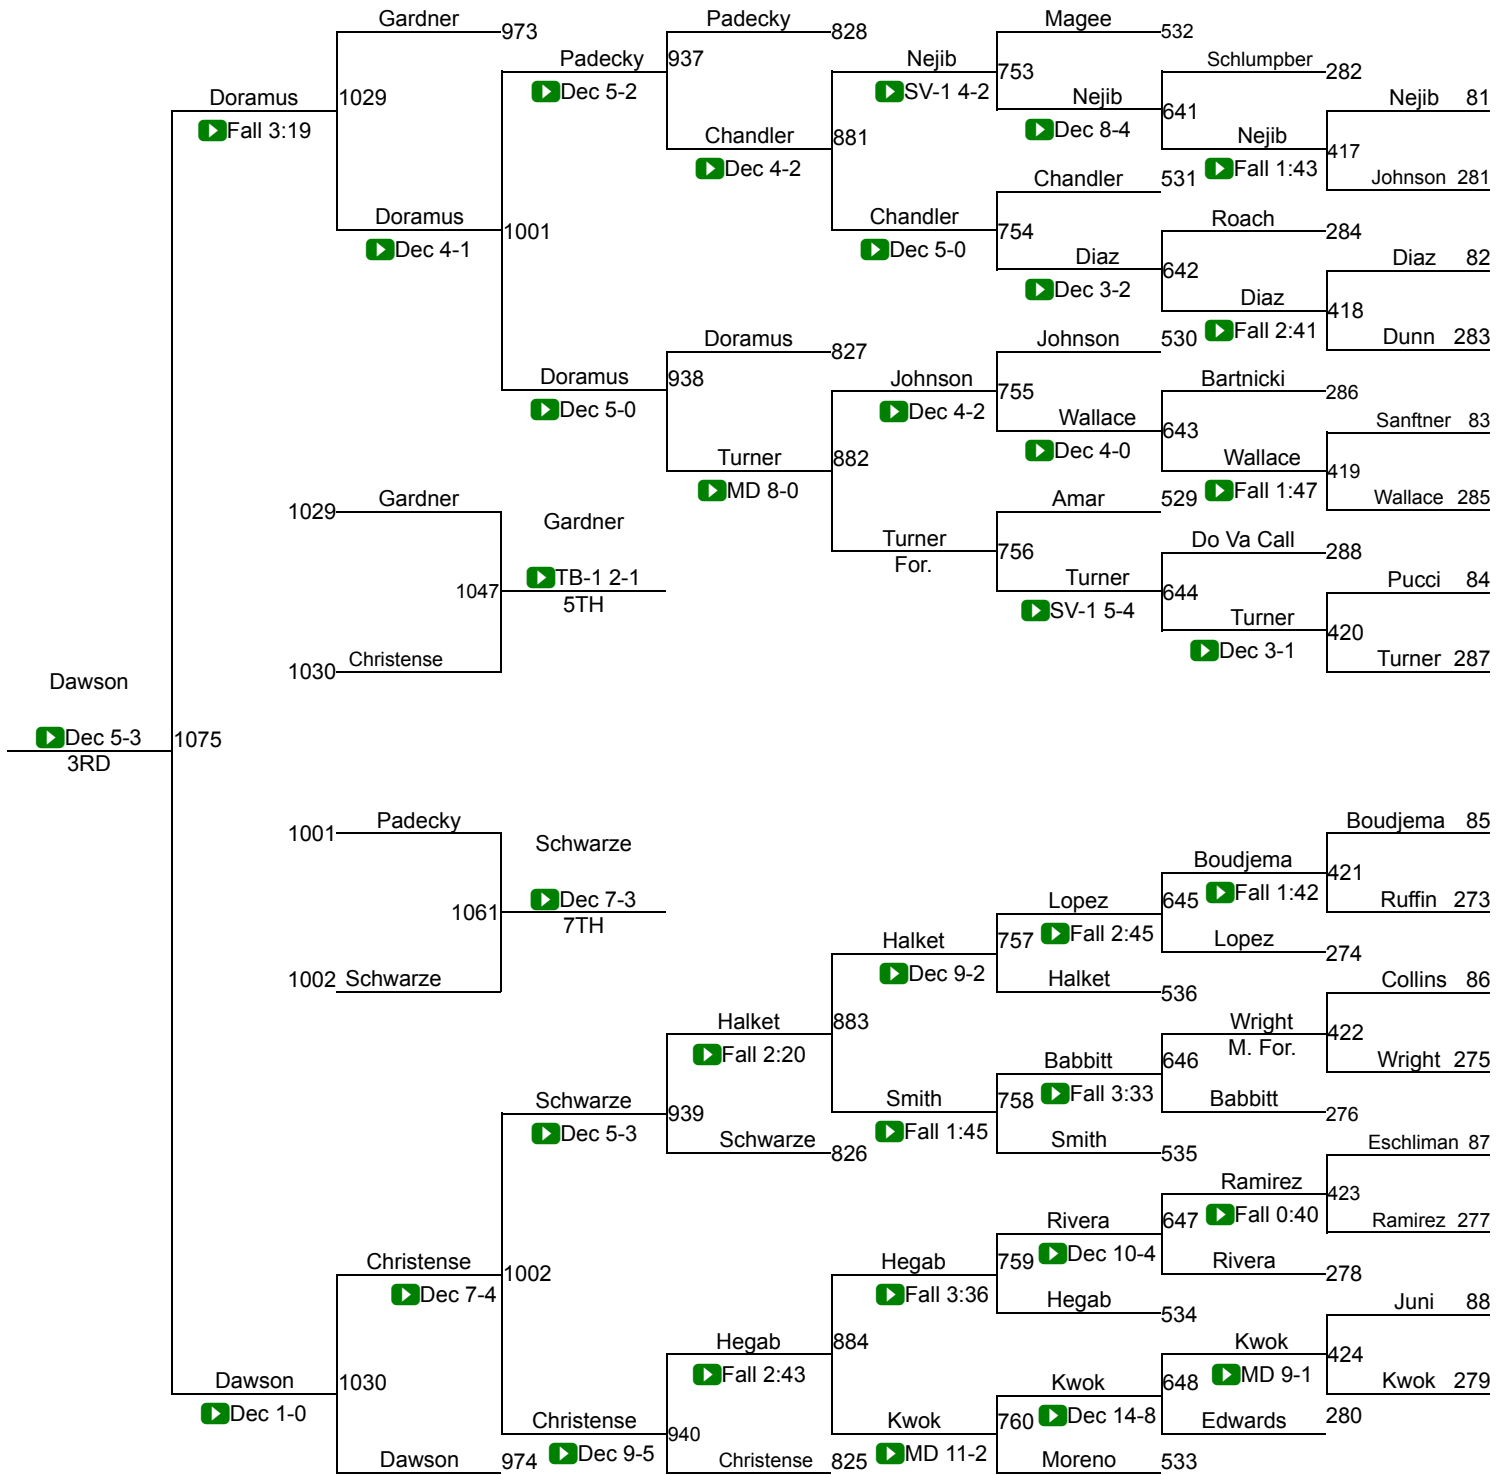 Gardner
973
Padecky
828
Magee
532
Padecky
937
Nejib
753
Schlumpber
282
Doramus
1029
Dec 5-2
SV-1 4-2
Nejib
641
Nejib 81
Fall 3:19
Chandler
881
Dec 8-4
Nejib
417
Dec 4-2
Fall 1:43
Johnson 281
Chandler
531
Doramus
1001
Chandler
754
Roach
284
Dec 4-1
Dec 5-0
Diaz
642
Diaz 82
Dec 3-2
Diaz
418
Doramus
827
Johnson
530
Fall 2:41
Dunn 283
Doramus
938
Johnson
755
Bartnicki
286
Dec 5-0
Dec 4-2
Wallace
643
Sanftner 83
Turner
882
Dec 4-0
Wallace
419
MD 8-0
Fall 1:47
Wallace 285
1029
Gardner
Amar
529
Gardner
Turner
756
Do Va Call
288
For.
TB-1 2-1
1047
5TH
Turner
644
Pucci 84
SV-1 5-4
Turner
420
Dec 3-1
1030
Christense
Turner 287
Dawson
Dec 5-3
1075
3RD
1001
Padecky
Boudjema 85
Schwarze
Boudjema
421
Dec 7-3
1061
7TH
Lopez
645
Fall 1:42
Ruffin 273
Halket
757
Fall 2:45
Lopez
274
1002
Schwarze
Dec 9-2
Halket
536
Collins 86
Halket
883
Wright
422
Fall 2:20
Babbitt
646
M. For.
Wright 275
Schwarze
939
Smith
758
Fall 3:33
Babbitt
276
Dec 5-3
Schwarze
826
Fall 1:45
Smith
535
Eschliman 87
Ramirez
423
Rivera
647
Fall 0:40
Ramirez 277
Christense
1002
Hegab
759
Dec 10-4
Rivera
278
Dec 7-4
Fall 3:36
Hegab
534
Juni 88
Hegab
884
Kwok
424
Dawson
1030
Fall 2:43
Kwok
648
MD 9-1
Kwok 279
Dec 1-0
Christense
940
Kwok
760
Dec 14-8
Edwards
280
Dawson
974
Dec 9-5
Christense
825
MD 11-2
Moreno
533